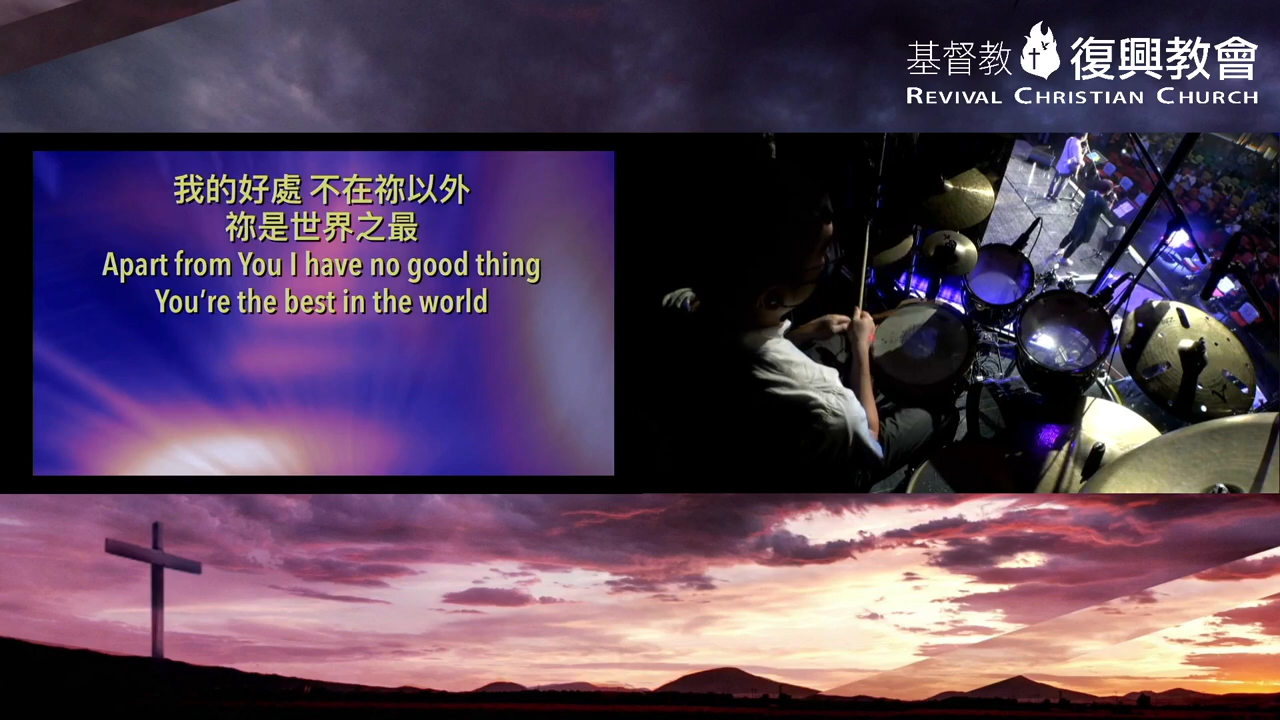 基督教 復興教會
REVIVAL CHRISTIAN CHURCH
我的好處 不在祢以外
祢是世界之最
Apart from You I have no good thing
You're the best in the world